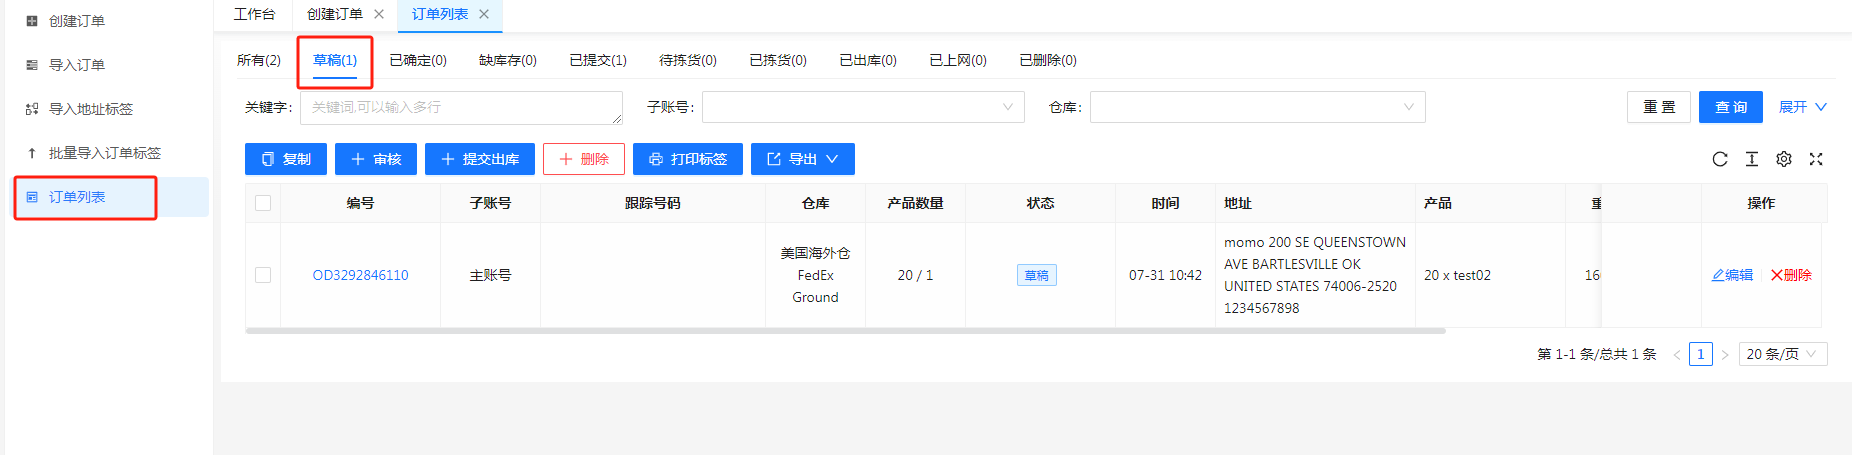 创建订单
导入订单
导入地址标签
批量导入订单标签
订单列表
工作台 创建订单 订单列表
所有(2) 草稿(1) 已确定(0) 缺库存(0) 已提交(1) 待拣货(0) 已拣货(0) 已出库(0) 已上网(0) 已删除(0)
关键字: 关键词,可以输入多行 子账号: 仓库: 重 置 查 询 展开
复制 审核 提交出库 删除 打印标签 导出
编号 子账号 跟踪号码 仓库 产品数量 状态 时间 地址 产品 操作
OD3292846110 主账号 美国海外仓 FedEx Ground 20 / 1 草稿 07-31 10:42
momo 200 SE QUEENSTOWN
AVE BARTLESVILLE OK
UNITED STATES 74006-2520
1234567898
20 x test02 编辑 删除
第 1-1 条/总共 1 条 1 20 条/页